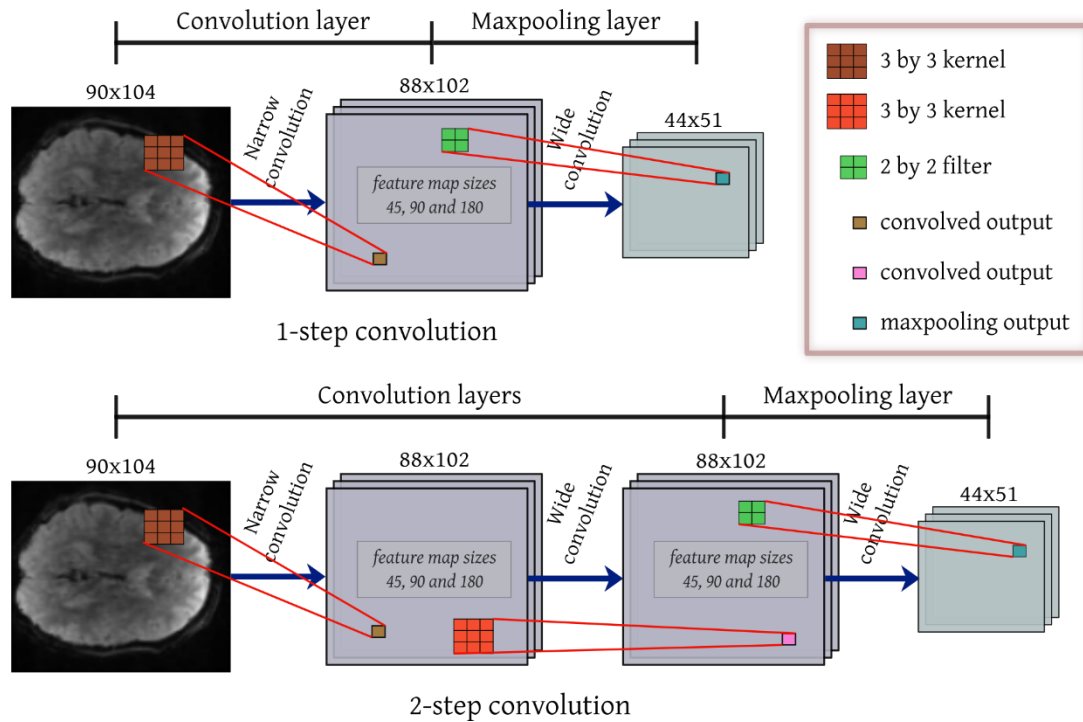 Convolution layer
Maxpooling layer
90x104
88x102
44x51
Narrow
convolution
Wide
convolution
feature map sizes
45, 90 and 180
1-step convolution
3 by 3 kernel
3 by 3 kernel
2 by 2 filter
convolved output
convolved output
maxpooling output
Convolution layers
Maxpooling layer
90x104
88x102
88x102
44x51
Narrow
convolution
Wide
convolution
Wide
convolution
feature map sizes
45, 90 and 180
feature map sizes
45, 90 and 180
2-step convolution